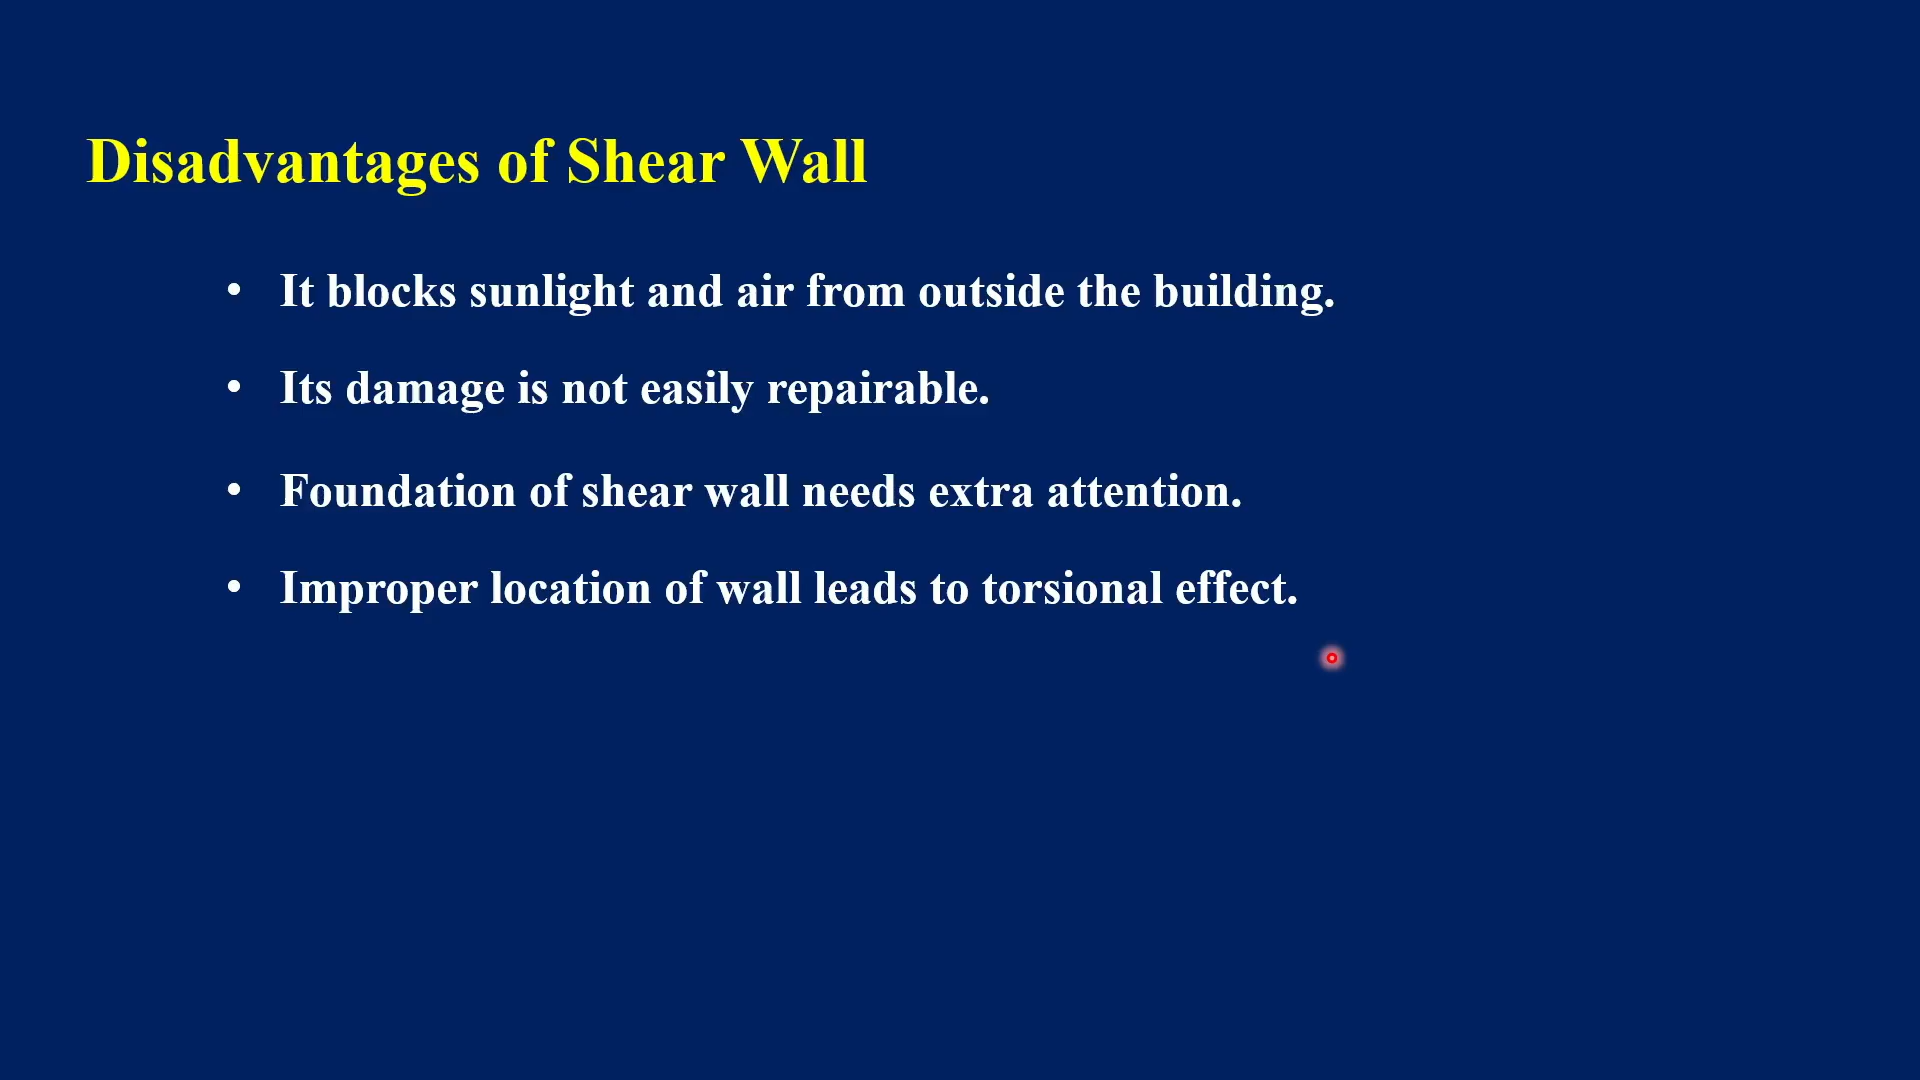 Disadvantages of Shear Wall
• It blocks sunlight and air from outside the building.
• Its damage is not easily repairable.
• Foundation of shear wall needs extra attention.
• Improper location of wall leads to torsional effect.